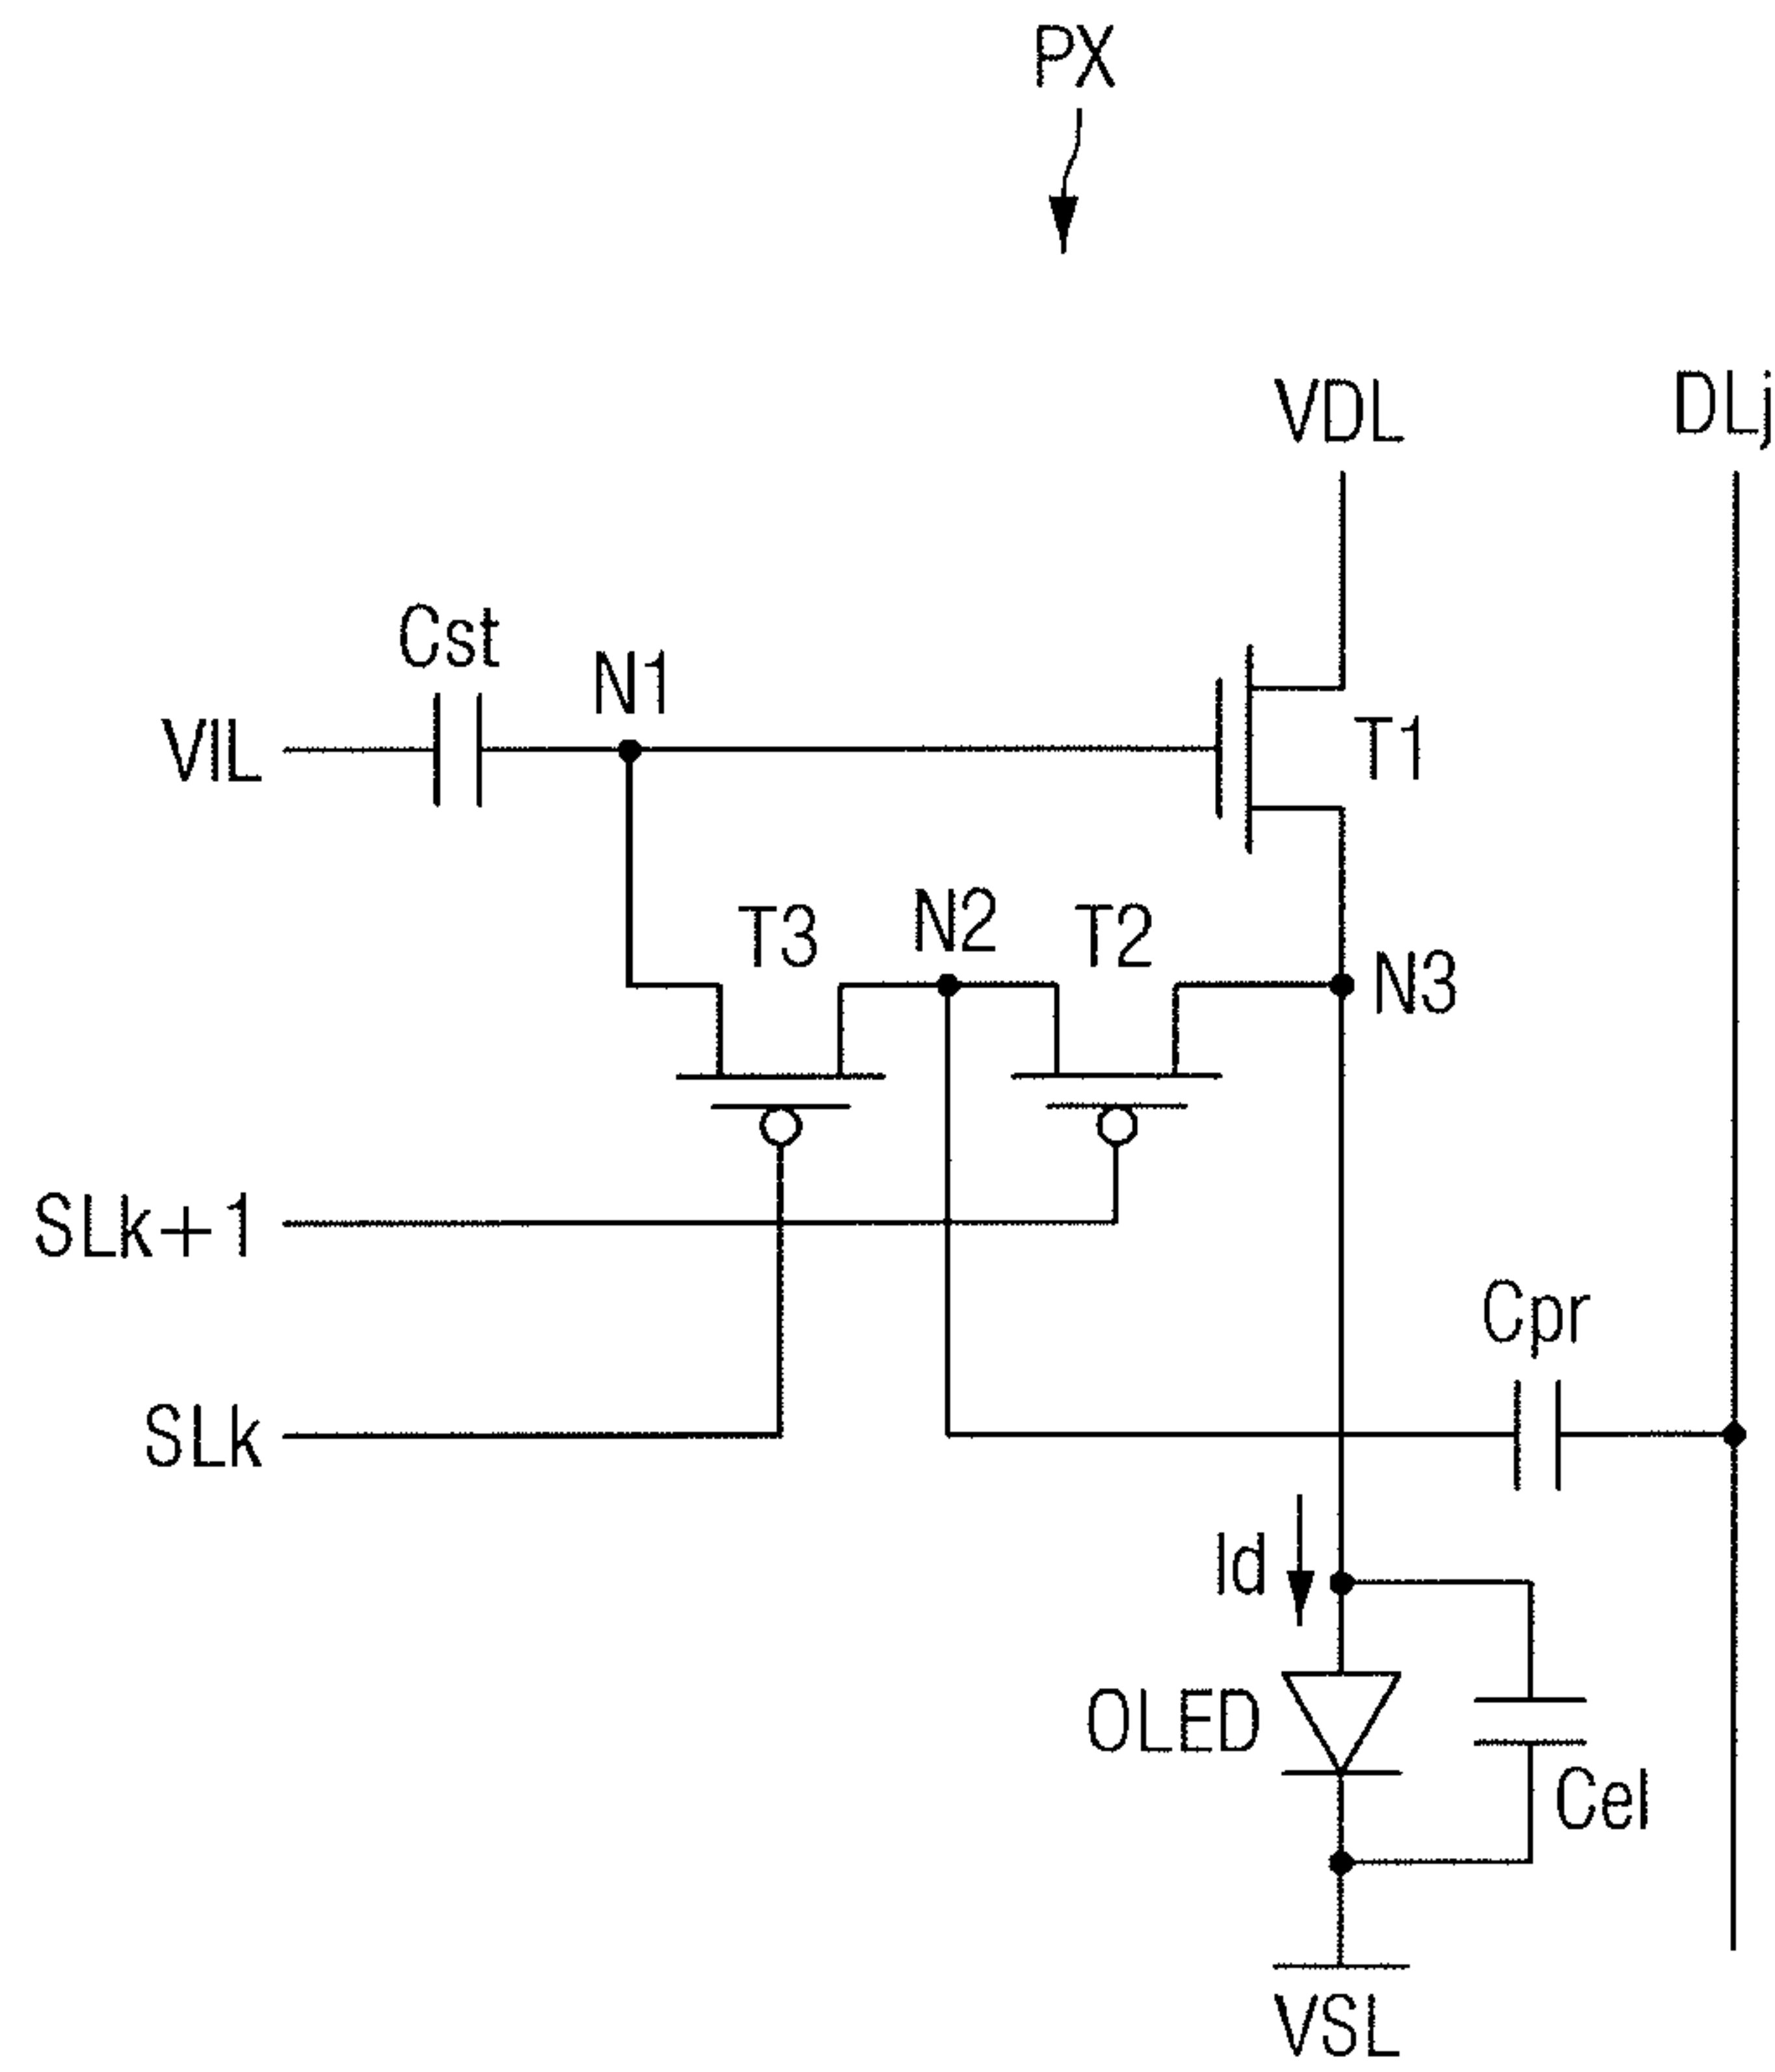 PX
VDL
DLj
Cst
N1
VIL
T1
T3
N2
T2
N3
SLk+1
Cpr
SLk
Id
OLED
Cel
VSL